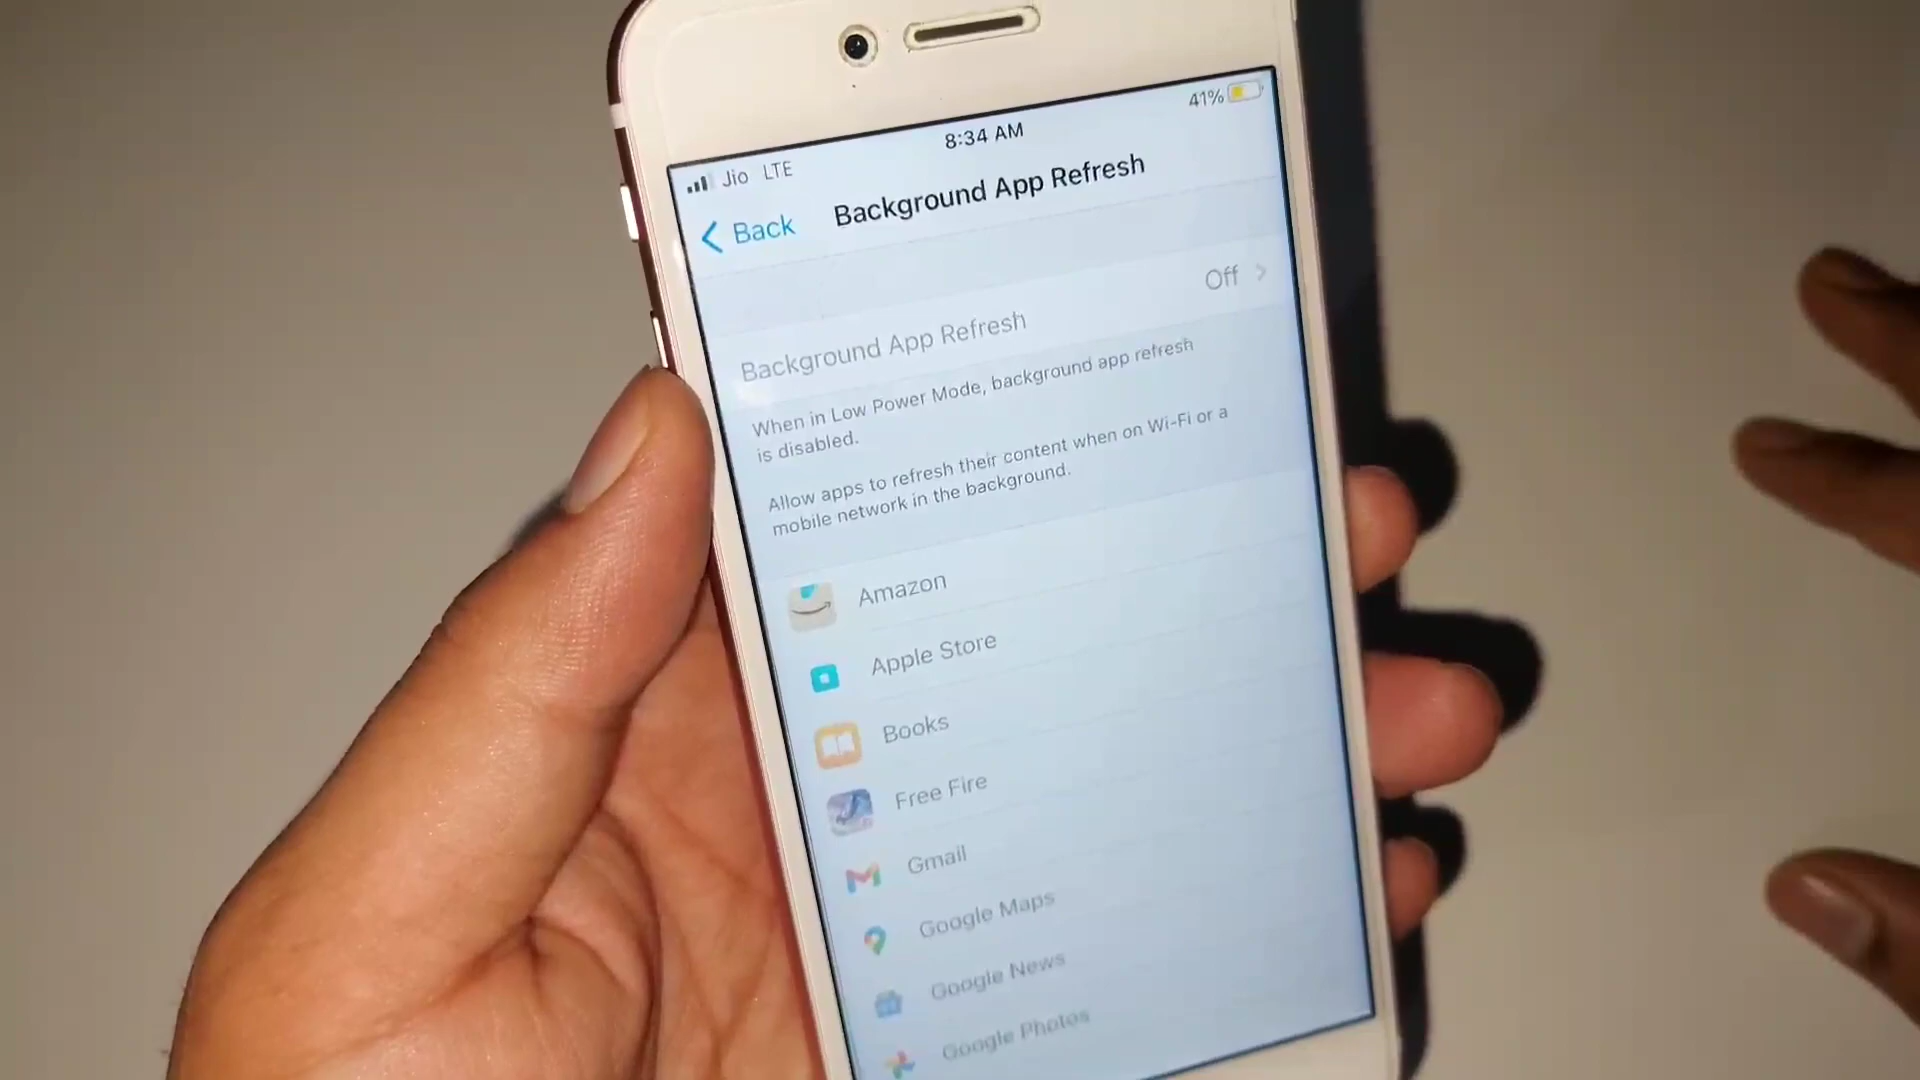 41%
8:34 AM
Jio LTE
Back Background App Refresh
Background App Refresh Off
When in Low Power Mode, background app refresh
is disabled.
Allow apps to refresh their content when on Wi-Fi or a
mobile network in the background.
Amazon
Apple Store
Books
Free Fire
Gmail
Google Maps
Google News
Google Photos